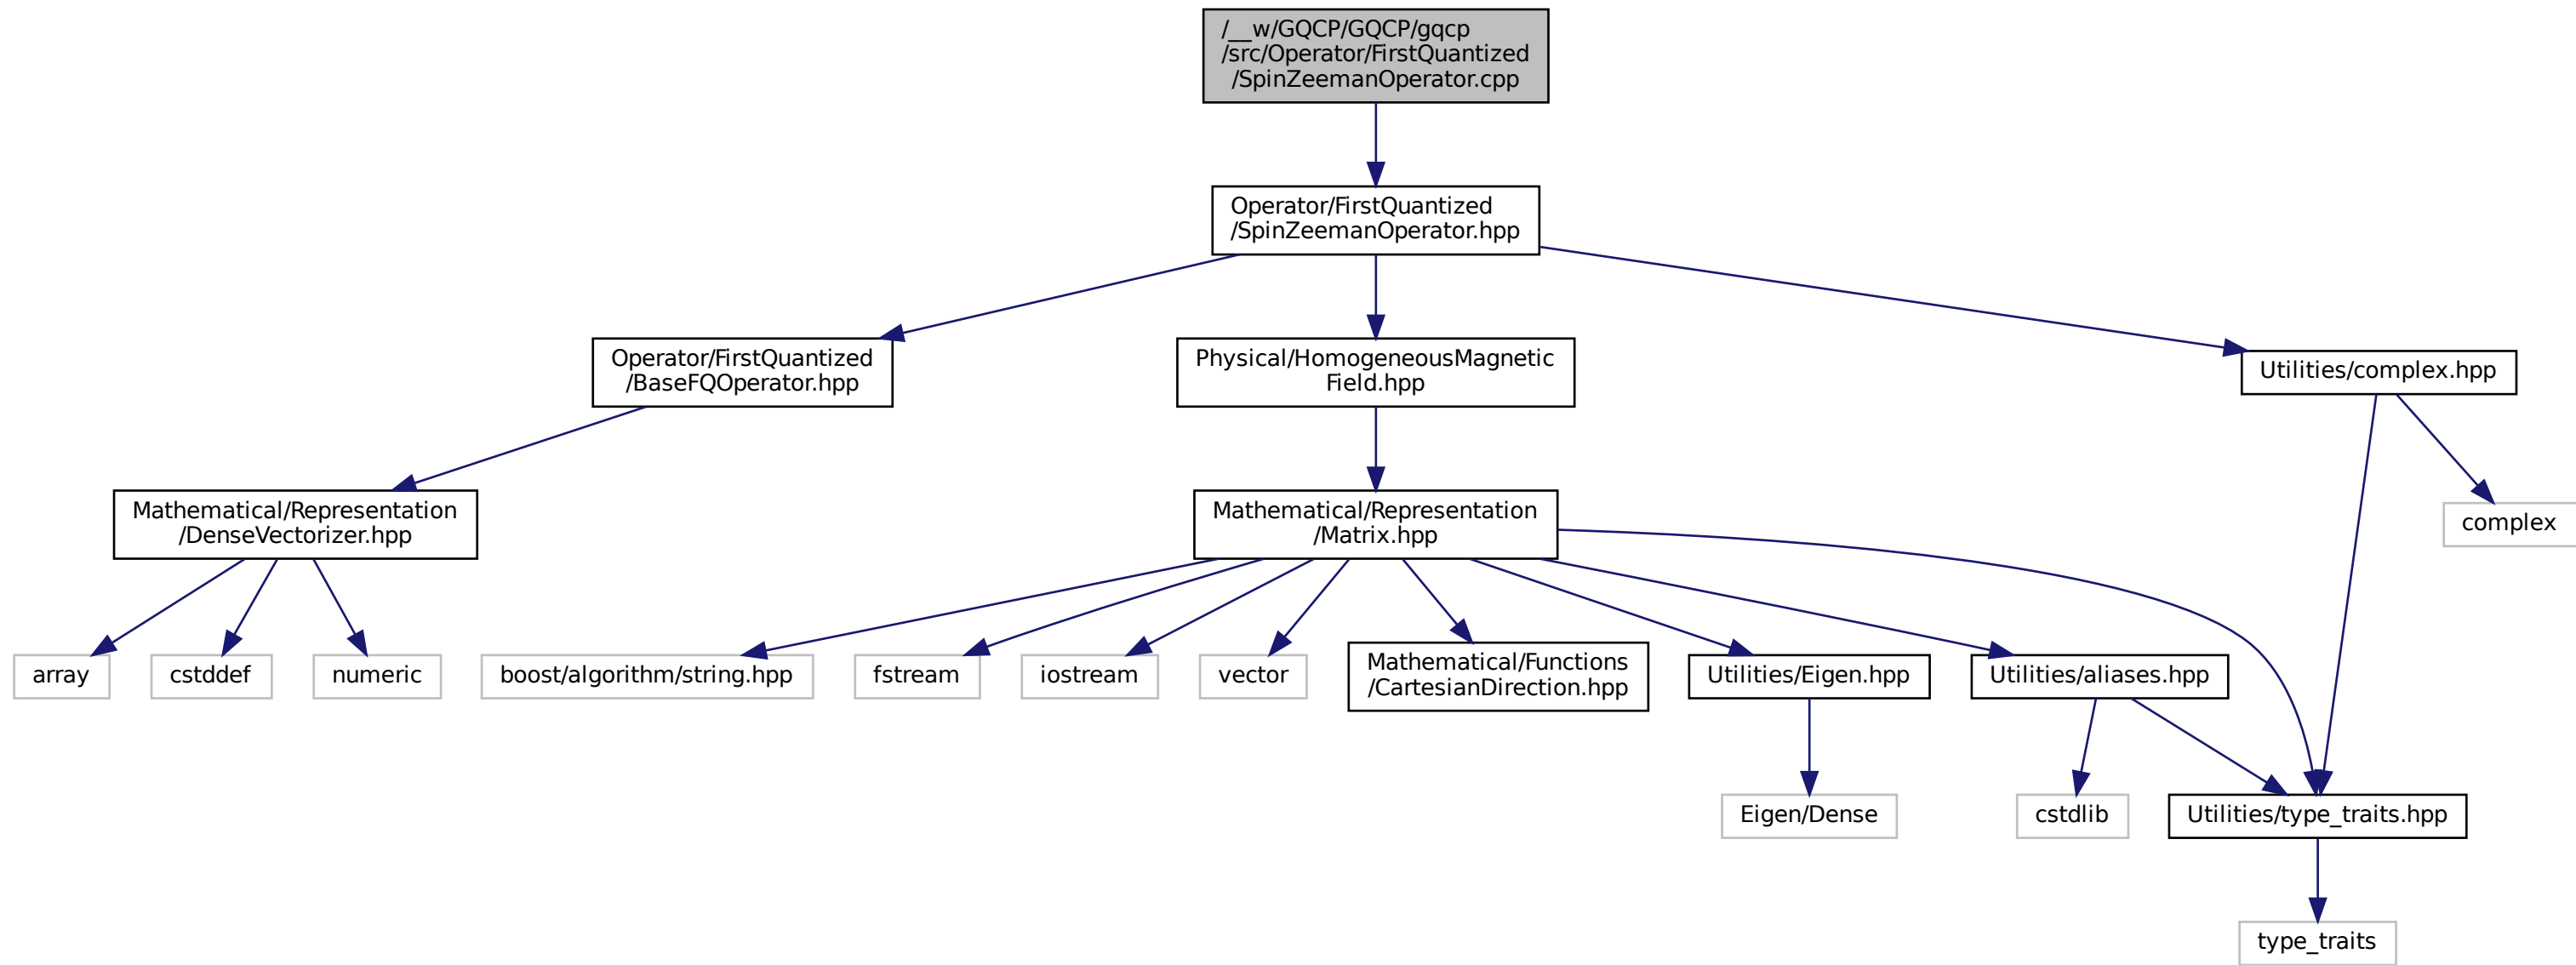 /__w/GQCP/GQCP/gqcp
/src/Operator/FirstQuantized
/SpinZeemanOperator.cpp
Operator/FirstQuantized
/SpinZeemanOperator.hpp
Operator/FirstQuantized
/BaseFQOperator.hpp
Physical/HomogeneousMagnetic
Field.hpp
Utilities/complex.hpp
Mathematical/Representation
/DenseVectorizer.hpp
Mathematical/Representation
/Matrix.hpp
complex
array
cstddef
numeric
boost/algorithm/string.hpp
fstream
iostream
vector
Mathematical/Functions
/CartesianDirection.hpp
Utilities/Eigen.hpp
Utilities/aliases.hpp
Eigen/Dense
cstdlib
Utilities/type_traits.hpp
type_traits